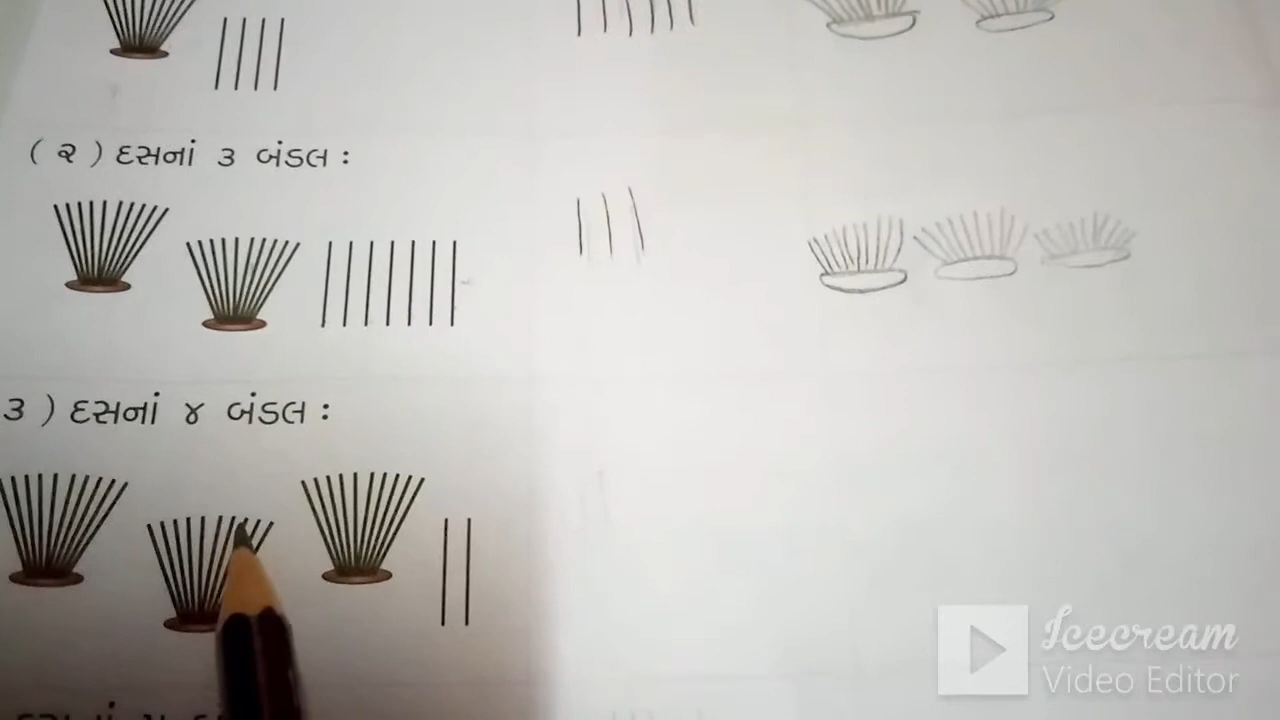 ( ૨ ) દસનાં ૩ બંડલ :
૩ ) દસનાં ૪ બંડલ :
Icecream
Video Editor